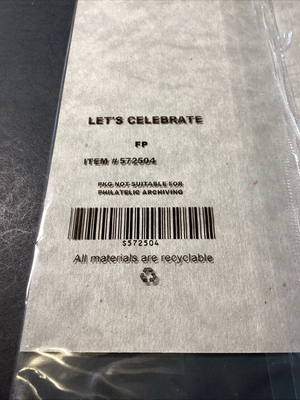 LET'S CELEBRATE
FP
ITEM # 572504
PKG NOT SUITABLE FOR
PHILATELIC ARCHIVING
S572504
All materials are recyclable